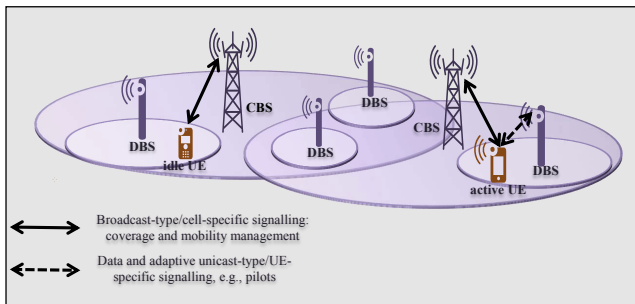 DBS
CBS
DBS
DBS
CBS
DBS
idle UE
active UE
Broadcast-type/cell-specific signalling:
coverage and mobility management
Data and adaptive unicast-type/UE-
specific signalling, e.g., pilots